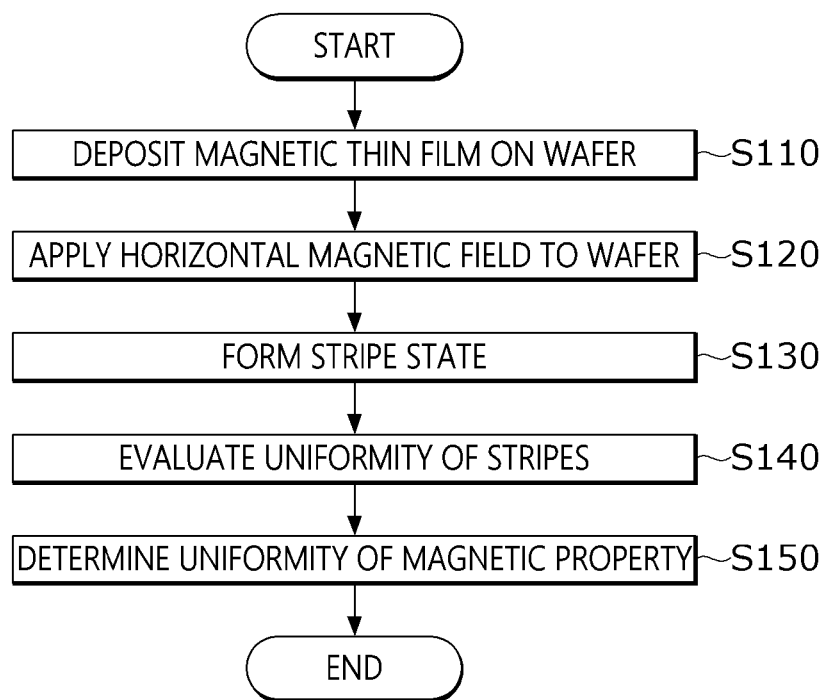 START
DEPOSIT MAGNETIC THIN FILM ON WAFER S110
APPLY HORIZONTAL MAGNETIC FIELD TO WAFER S120
FORM STRIPE STATE S130
EVALUATE UNIFORMITY OF STRIPES S140
DETERMINE UNIFORMITY OF MAGNETIC PROPERTY S150
END